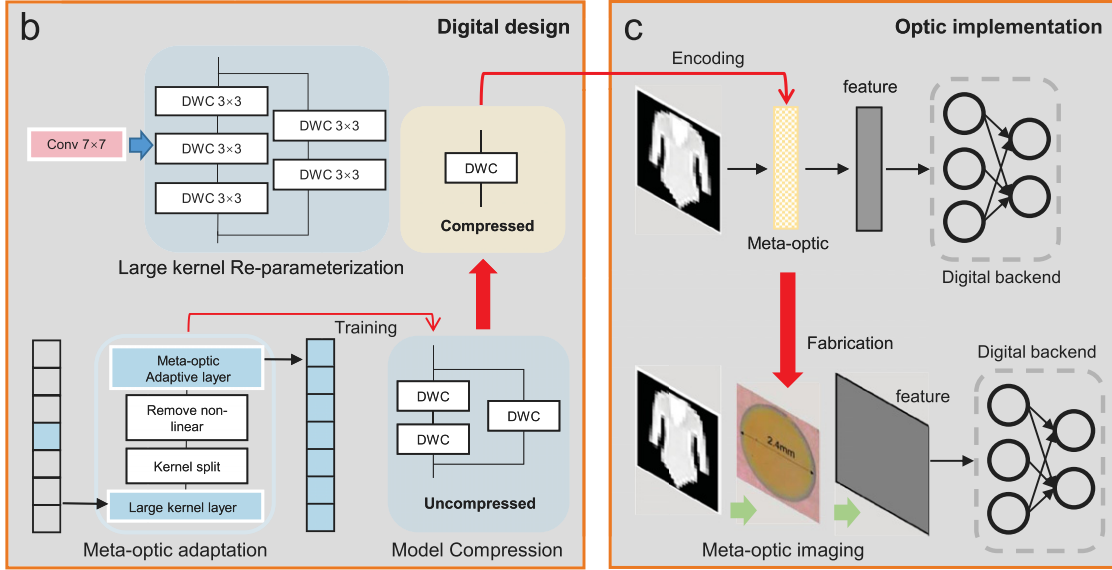 b
Digital design
DWC 3×3
DWC 3×3
DWC 3×3
DWC 3×3
DWC 3×3
Conv 7×7
Large kernel Re-parameterization
DWC
Compressed
Training
Meta-optic
Adaptive layer
Remove non-
linear
Kernel split
Large kernel layer
Meta-optic adaptation
DWC
DWC
DWC
Uncompressed
Model Compression
c
Optic implementation
Encoding
feature
Meta-optic
Digital backend
Fabrication
Digital backend
feature
2.4mm
Meta-optic imaging